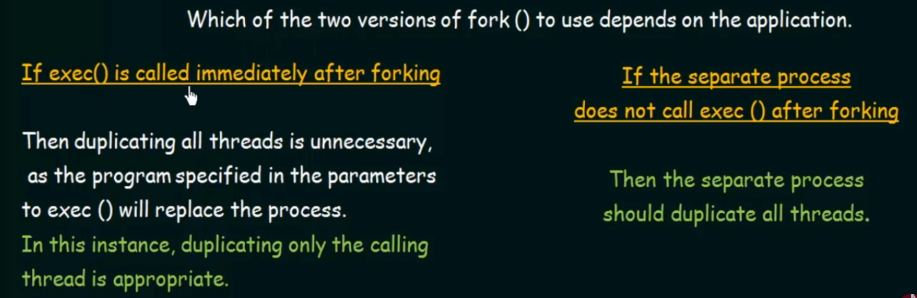 Which of the two versions of fork () to use depends on the application.
If exec() is called immediately after forking
Then duplicating all threads is unnecessary,
as the program specified in the parameters
to exec () will replace the process.
In this instance, duplicating only the calling
thread is appropriate.
If the separate process
does not call exec () after forking
Then the separate process
should duplicate all threads.